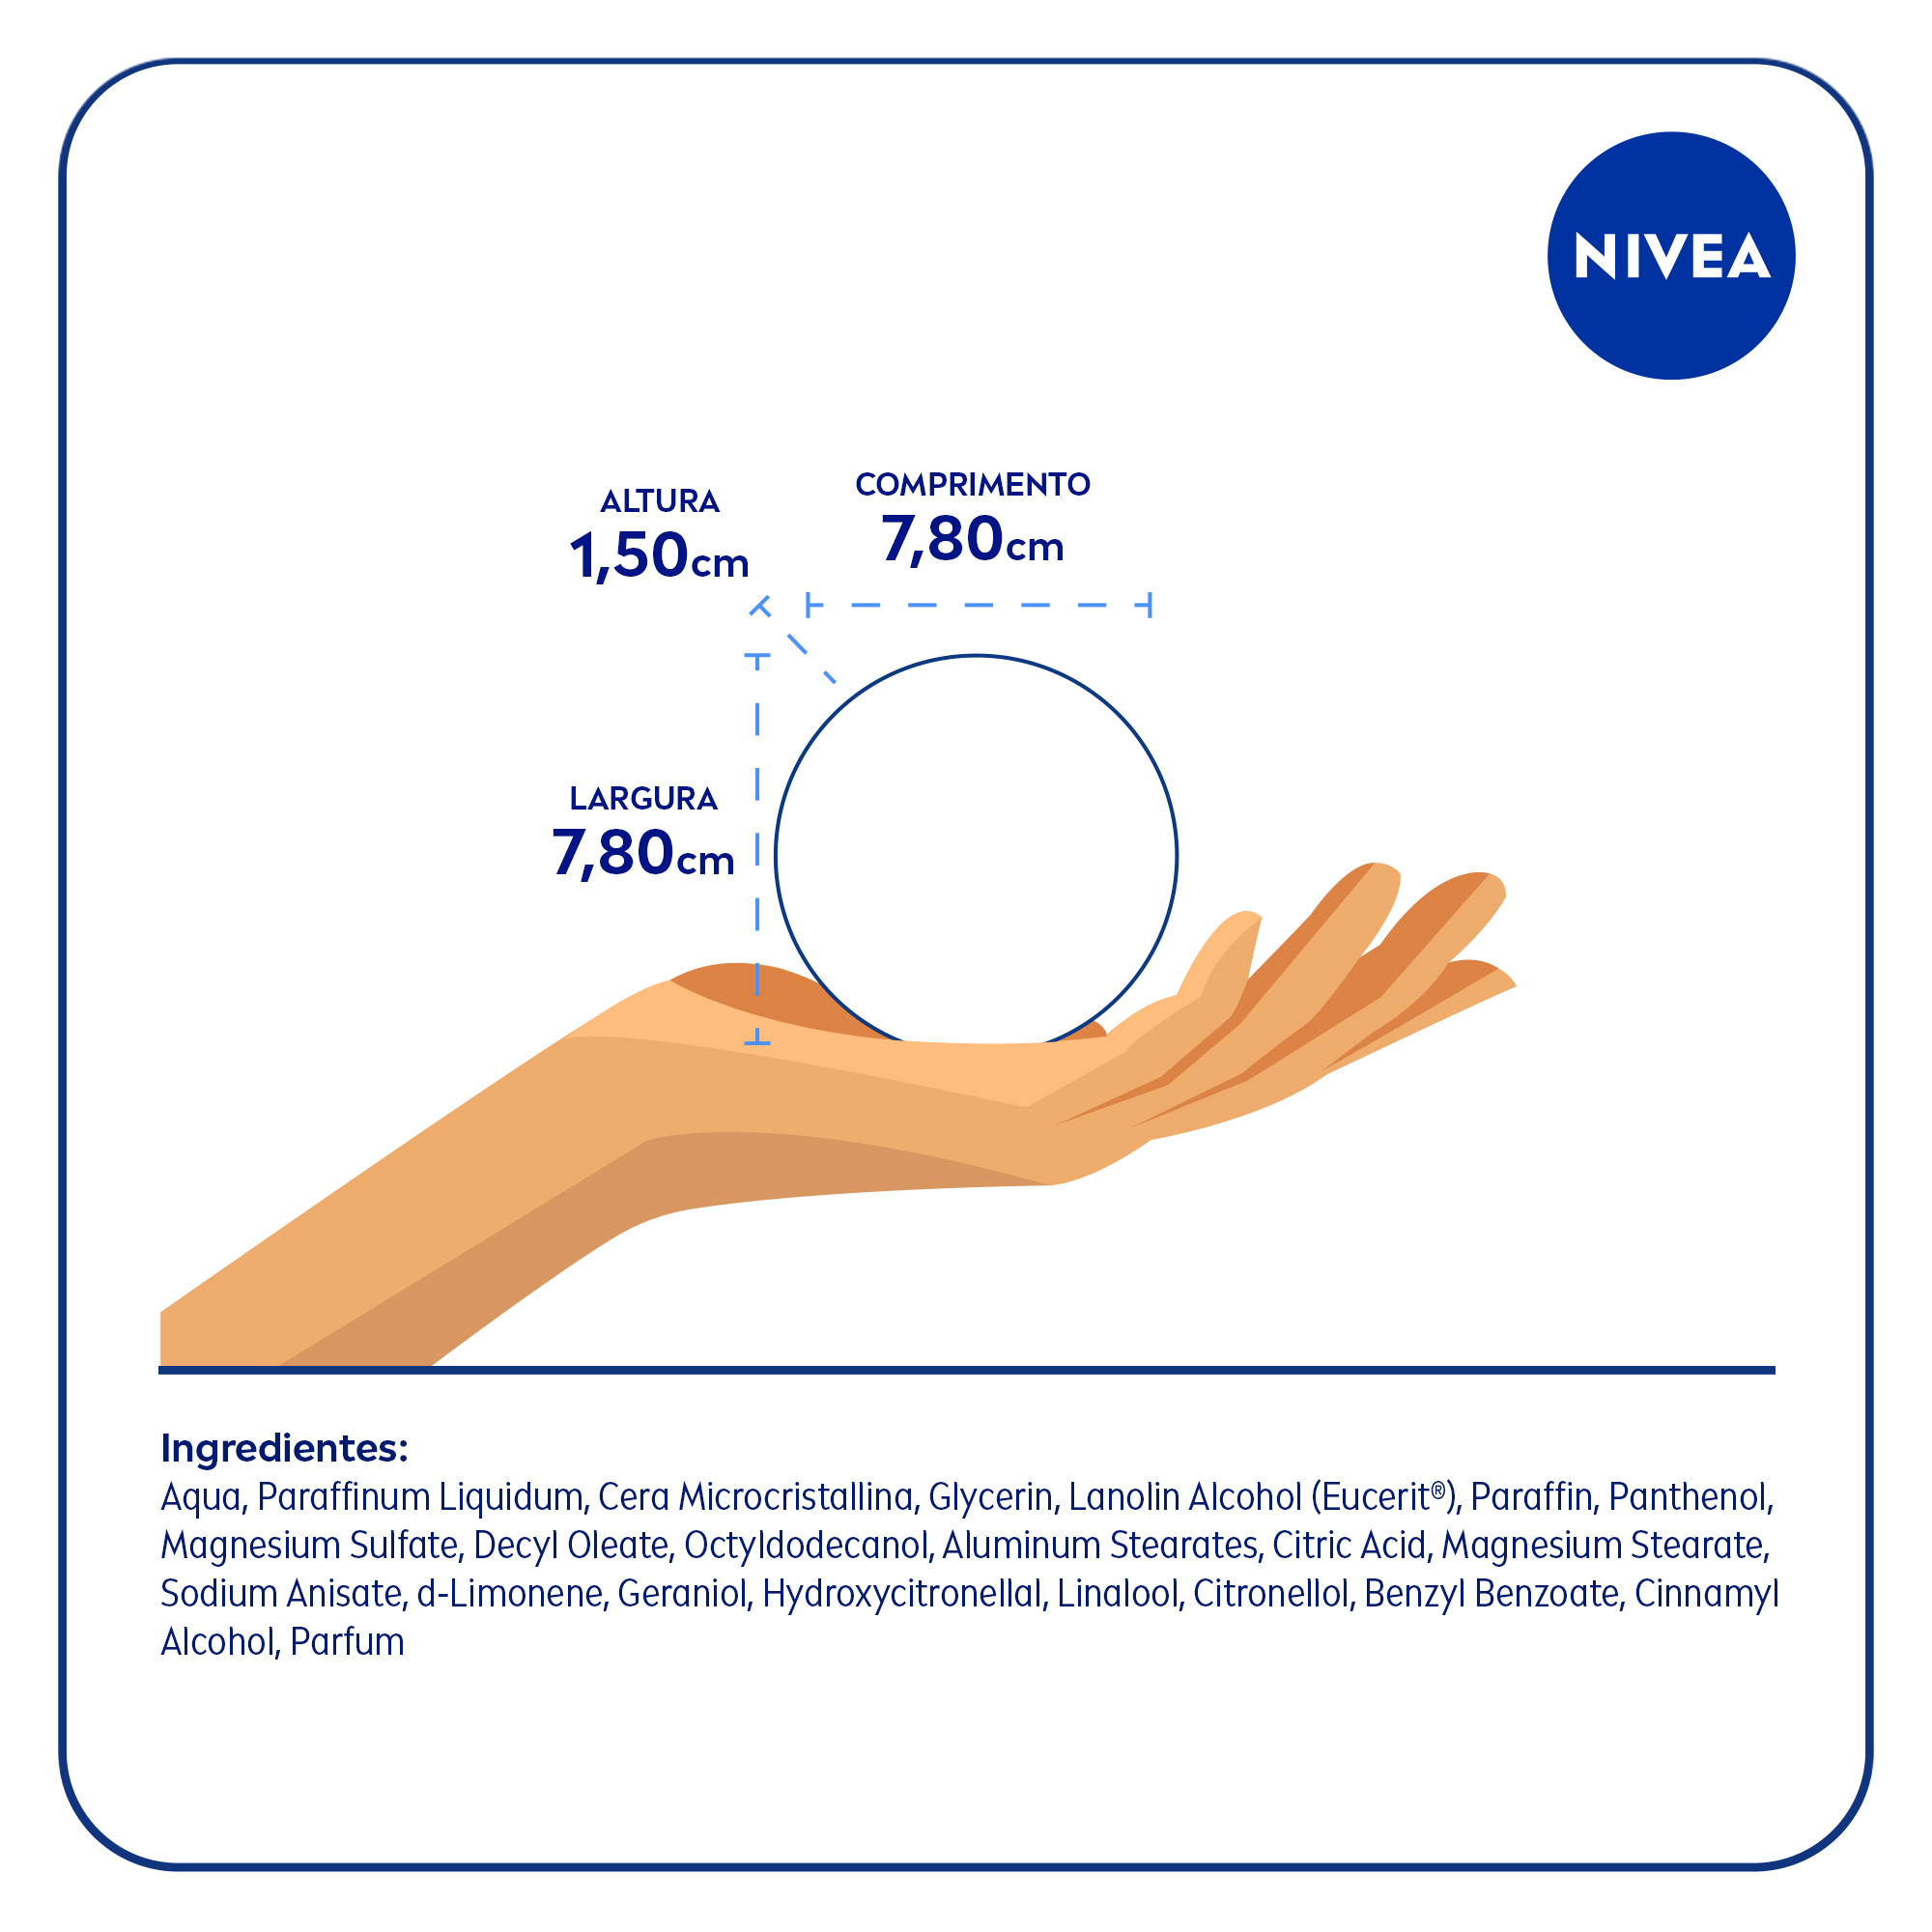 NIVEA
ALTURA
1,50cm
COMPRIMENTO
7,80cm
LARGURA
7,80cm
Ingredientes:
Aqua, Paraffinum Liquidum, Cera Microcristallina, Glycerin, Lanolin Alcohol (Eucerit®), Paraffin, Panthenol,
Magnesium Sulfate, Decyl Oleate, Octyldodecanol, Aluminum Stearates, Citric Acid, Magnesium Stearate,
Sodium Anisate, d-Limonene, Geraniol, Hydroxycitronellal, Linalool, Citronellol, Benzyl Benzoate, Cinnamyl
Alcohol, Parfum